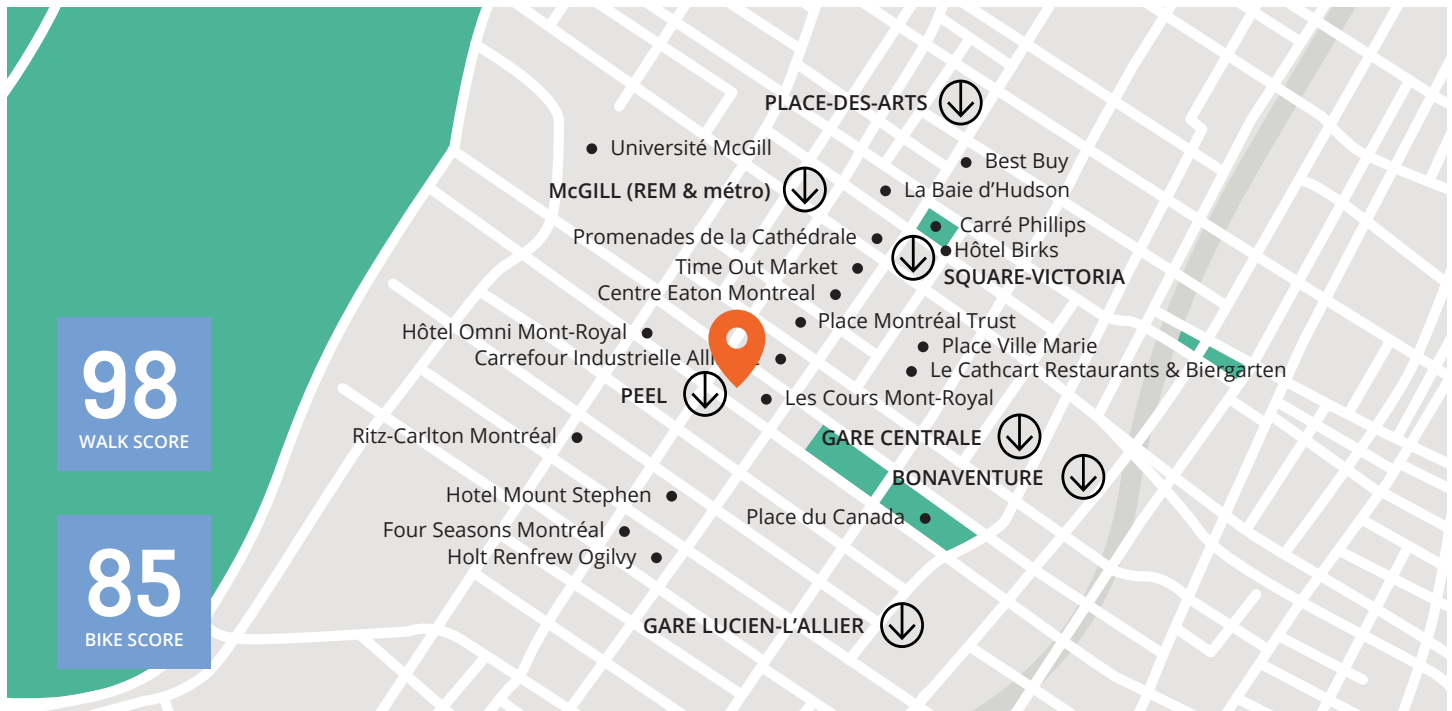 PLACE-DES-ARTS
Université McGill
Best Buy
McGILL (REM & métro)
La Baie d’Hudson
Carré Phillips
Promenades de la Cathédrale
Hôtel Birks
Time Out Market
SQUARE-VICTORIA
Centre Eaton Montreal
Place Montréal Trust
Hôtel Omni Mont-Royal
Place Ville Marie
Carrefour Industrielle
Le Cathcart Restaurants & Biergarten
PEEL
Les Cours Mont-Royal
98
WALK SCORE
Ritz-Carlton Montréal
GARE CENTRALE
BONAVENTURE
Hotel Mount Stephen
Place du Canada
Four Seasons Montréal
Holt Renfrew Ogilvy
85
BIKE SCORE
GARE LUCIEN-L’ALLIER